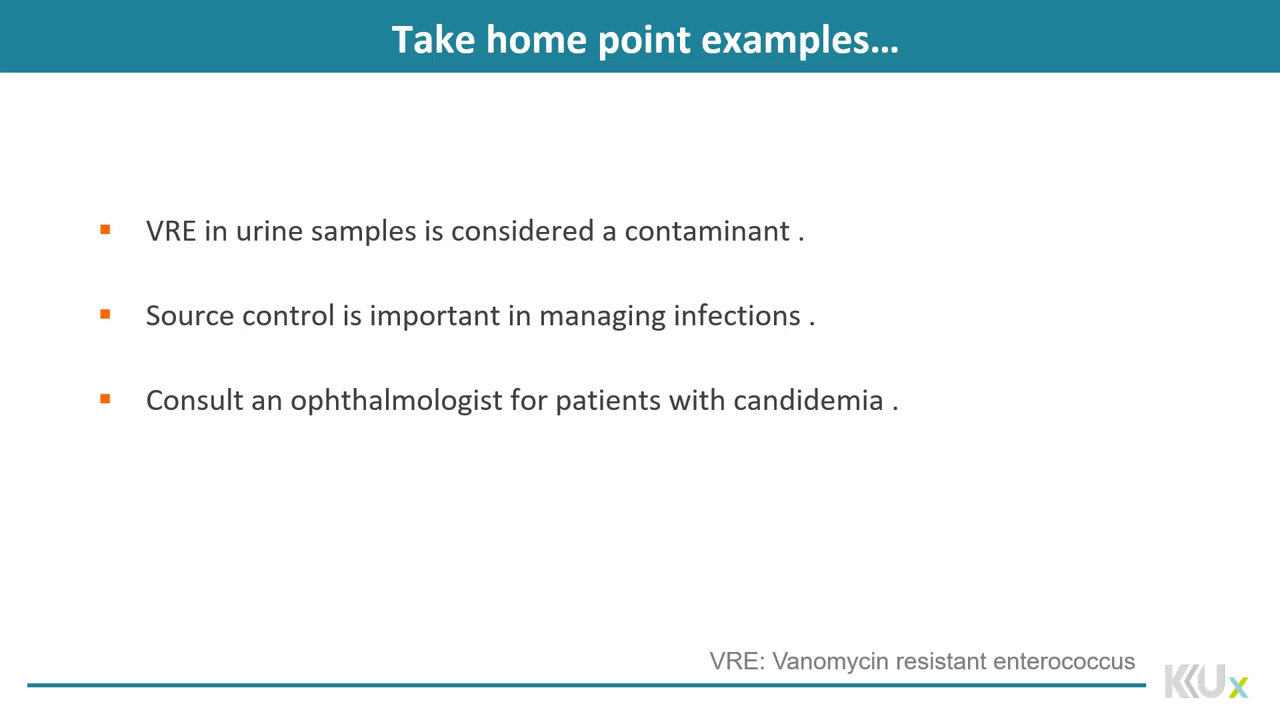 Take home point examples…
VRE in urine samples is considered a contaminant .
Source control is important in managing infections .
Consult an ophthalmologist for patients with candidemia .
VRE: Vanomycin resistant enterococcus
KKUx